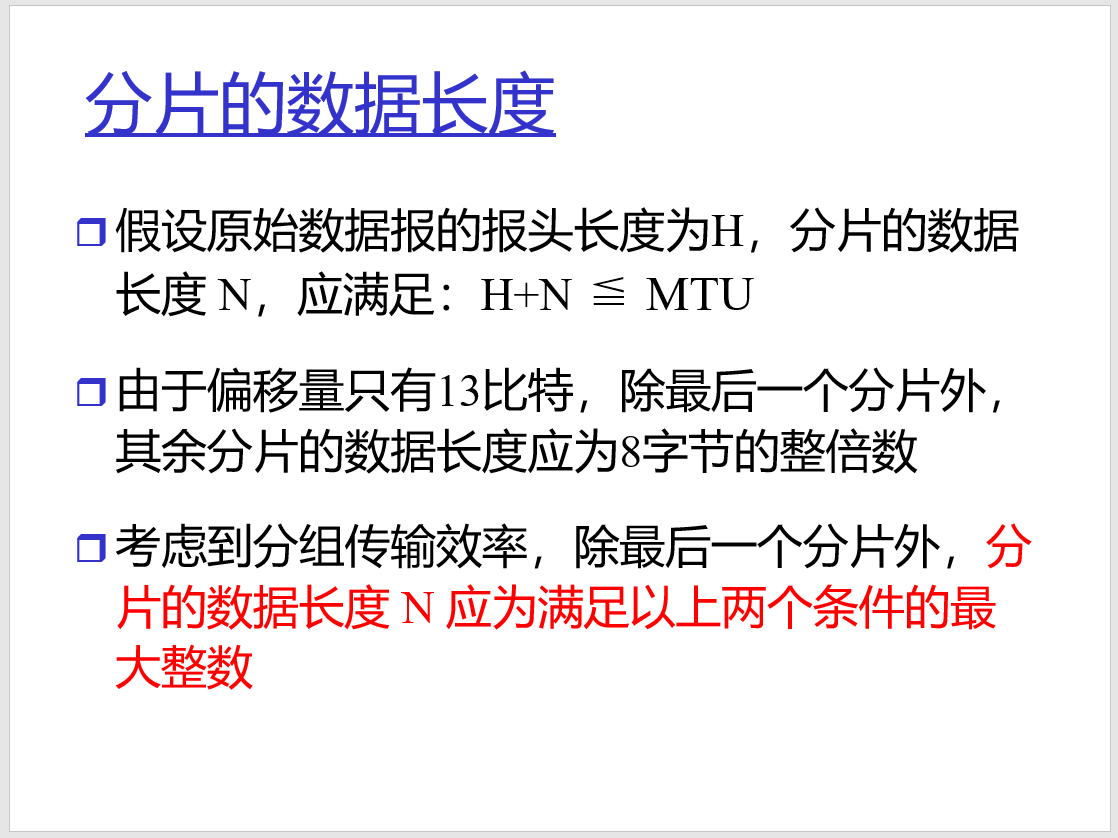 分片的数据长度
假设原始数据报的报头长度为H，分片的数据
长度 N，应满足：H+N ≦ MTU
由于偏移量只有13比特，除最后一个分片外，
其余分片的数据长度应为8字节的整倍数
考虑到分组传输效率，除最后一个分片外，分
片的数据长度 N 应为满足以上两个条件的最
大整数